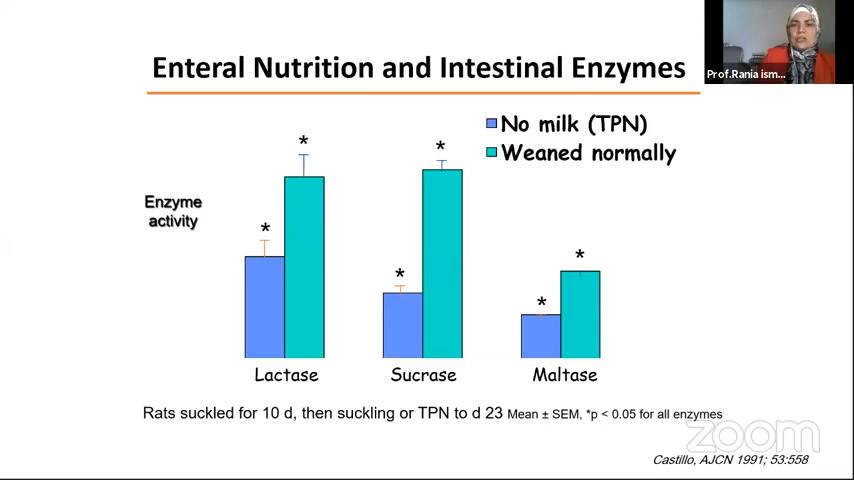 Prof.Rania ism...
Enteral Nutrition and Intestinal Enzymes
No milk (TPN)
Weaned normally
Enzyme
activity
*
*
*
*
*
*
Lactase
Sucrase
Maltase
Rats suckled for 10 d, then suckling or TPN to d 23 Mean ± SEM, *p < 0.05 for all enzymes
zoom
Castillo, AJCN 1991; 53:558